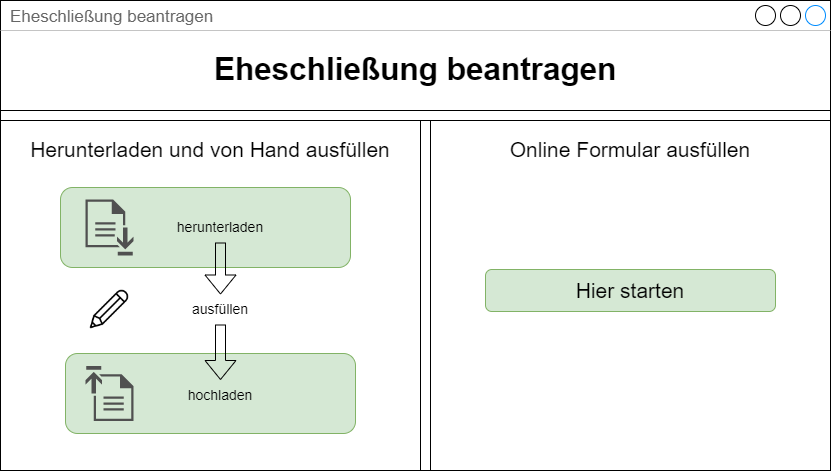 Eheschließung beantragen
Eheschließung beantragen
Herunterladen und von Hand ausfüllen
herunterladen
ausfüllen
hochladen
Online Formular ausfüllen
Hier starten